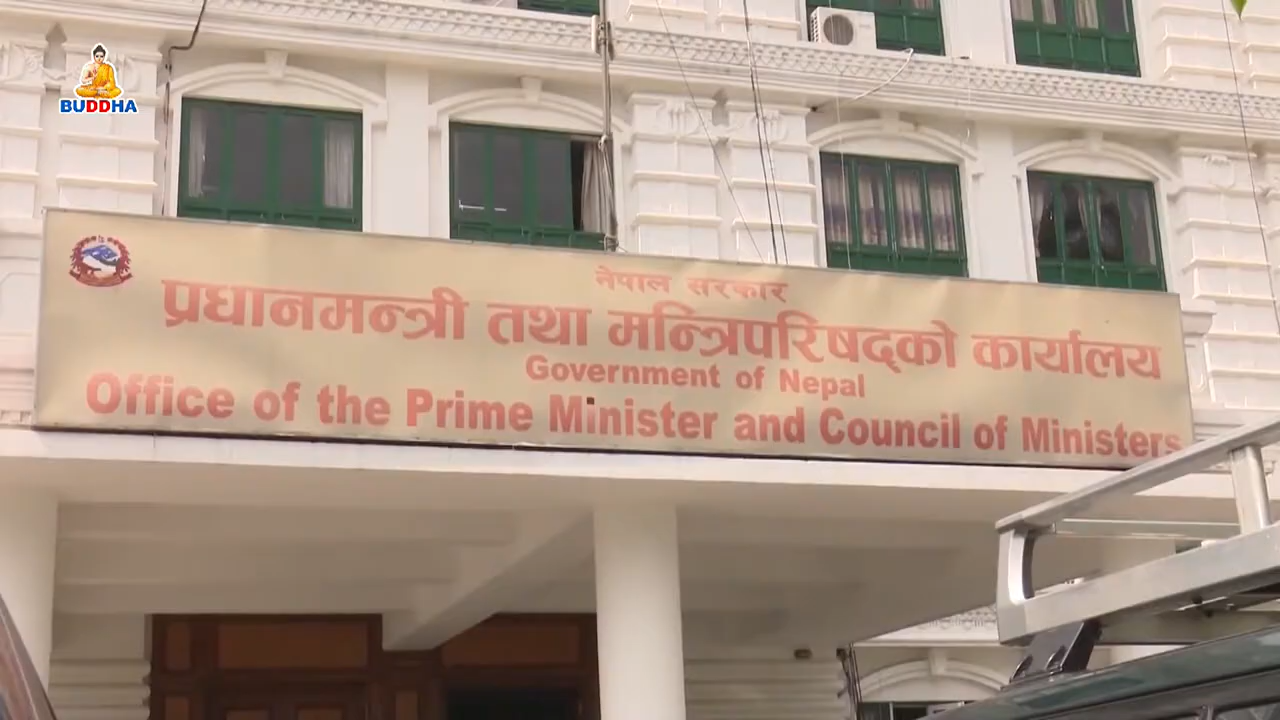 BUDDHA
नेपाल सरकार
प्रधानमन्त्री तथा मन्त्रिपरिषद्को कार्यालय
Government of Nepal
Office of the Prime Minister and Council of Ministers